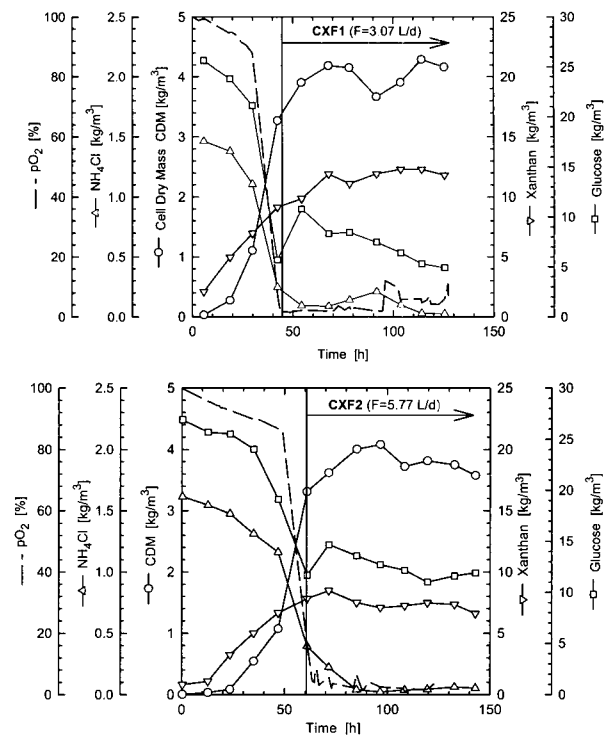 CXF1 (F=3.07 L/d)
100 2.5 5 25 30
80 2.0 4 20 25
60 1.5 3 15 20
40 1.0 2 10 15
20 0.5 1 5 10
0 0.0 0 0 5
0
- pO2 [%]
NH4Cl [kg/m3]
Cell Dry Mass CDM [kg/m3]
Xanthan [kg/m3]
Glucose [kg/m3]
0 50 100 150
Time [h]
CXF2 (F=5.77 L/d)
100 2.5 5 25 30
80 2.0 4 20 25
60 1.5 3 15 20
40 1.0 2 10 15
20 0.5 1 5 10
0 0.0 0 0 5
0
- pO2 [%]
NH4Cl [kg/m3]
CDM [kg/m3]
Xanthan [kg/m3]
Glucose [kg/m3]
0 50 100 150
Time [h]